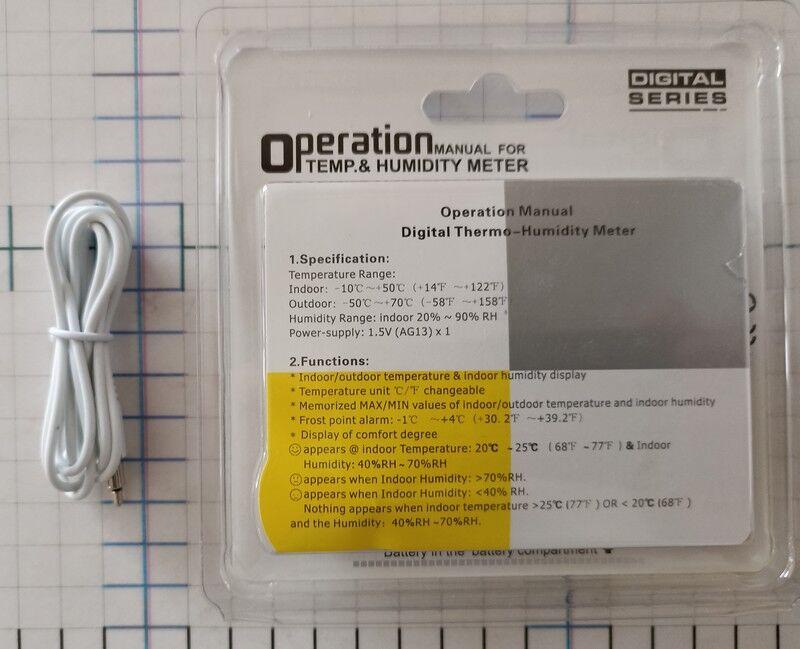 DIGITAL
SERIES
Operation MANUAL FOR
TEMP.& HUMIDITY METER
Operation Manual
Digital Thermo-Humidity Meter
1.Specification:
Temperature Range:
Indoor: -10℃ ~+50℃ (+14℉ ~+122℉)
Outdoor: -50℃~+70℃ (-58℉ ~+158℉)
Humidity Range: indoor 20% ~ 90% RH
Power-supply: 1.5V (AG13) x 1
2.Functions:
* Indoor/outdoor temperature & indoor humidity display
* Temperature unit ℃/℉ changeable
* Memorized MAX/MIN values of indoor/outdoor temperature and indoor humidity
* Frost point alarm: -1℃ ~+4℃ (+30. 2℉ ~+39.2℉)
* Display of comfort degree
appears @ indoor Temperature: 20℃ ~25℃ (68℉ ~77℉) & Indoor
Humidity: 40%RH~70%RH
appears when Indoor Humidity: >70%RH.
appears when Indoor Humidity: <40% RH.
Nothing appears when indoor temperature >25℃ (77℉) OR < 20℃ (68℉)
and the Humidity: 40%RH ~70%RH.
Battery in the battery compartment